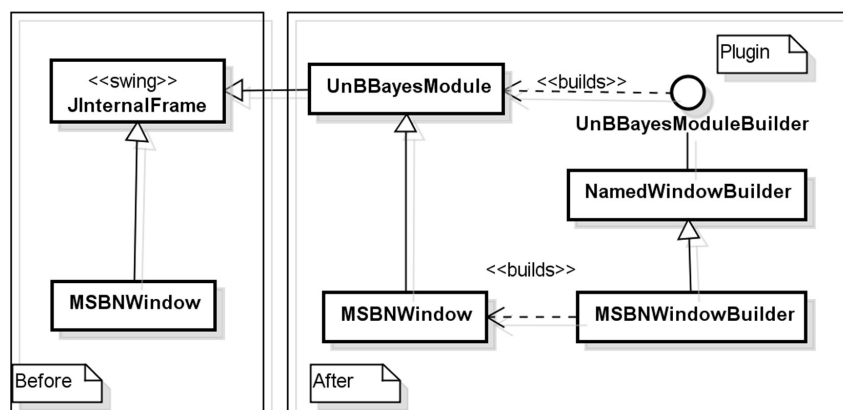 Plugin
<<swing>>
JInternalFrame
UnBBayesModule
<<builds>>
UnBBayesModuleBuilder
NamedWindowBuilder
<<builds>>
MSBNWindow
MSBNWindow
MSBNWindowBuilder
Before
After